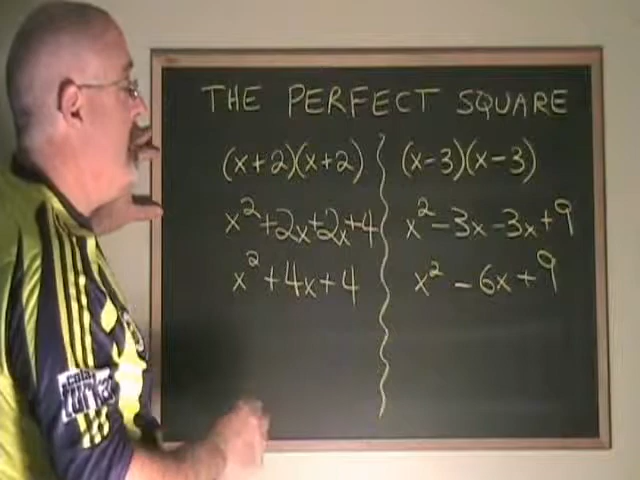 THE PERFECT SQUARE
(x+2)(x+2)
x²+2x+2x+4
x²+4x+4
(x-3)(x-3)
x²-3x-3x+9
x²-6x+9